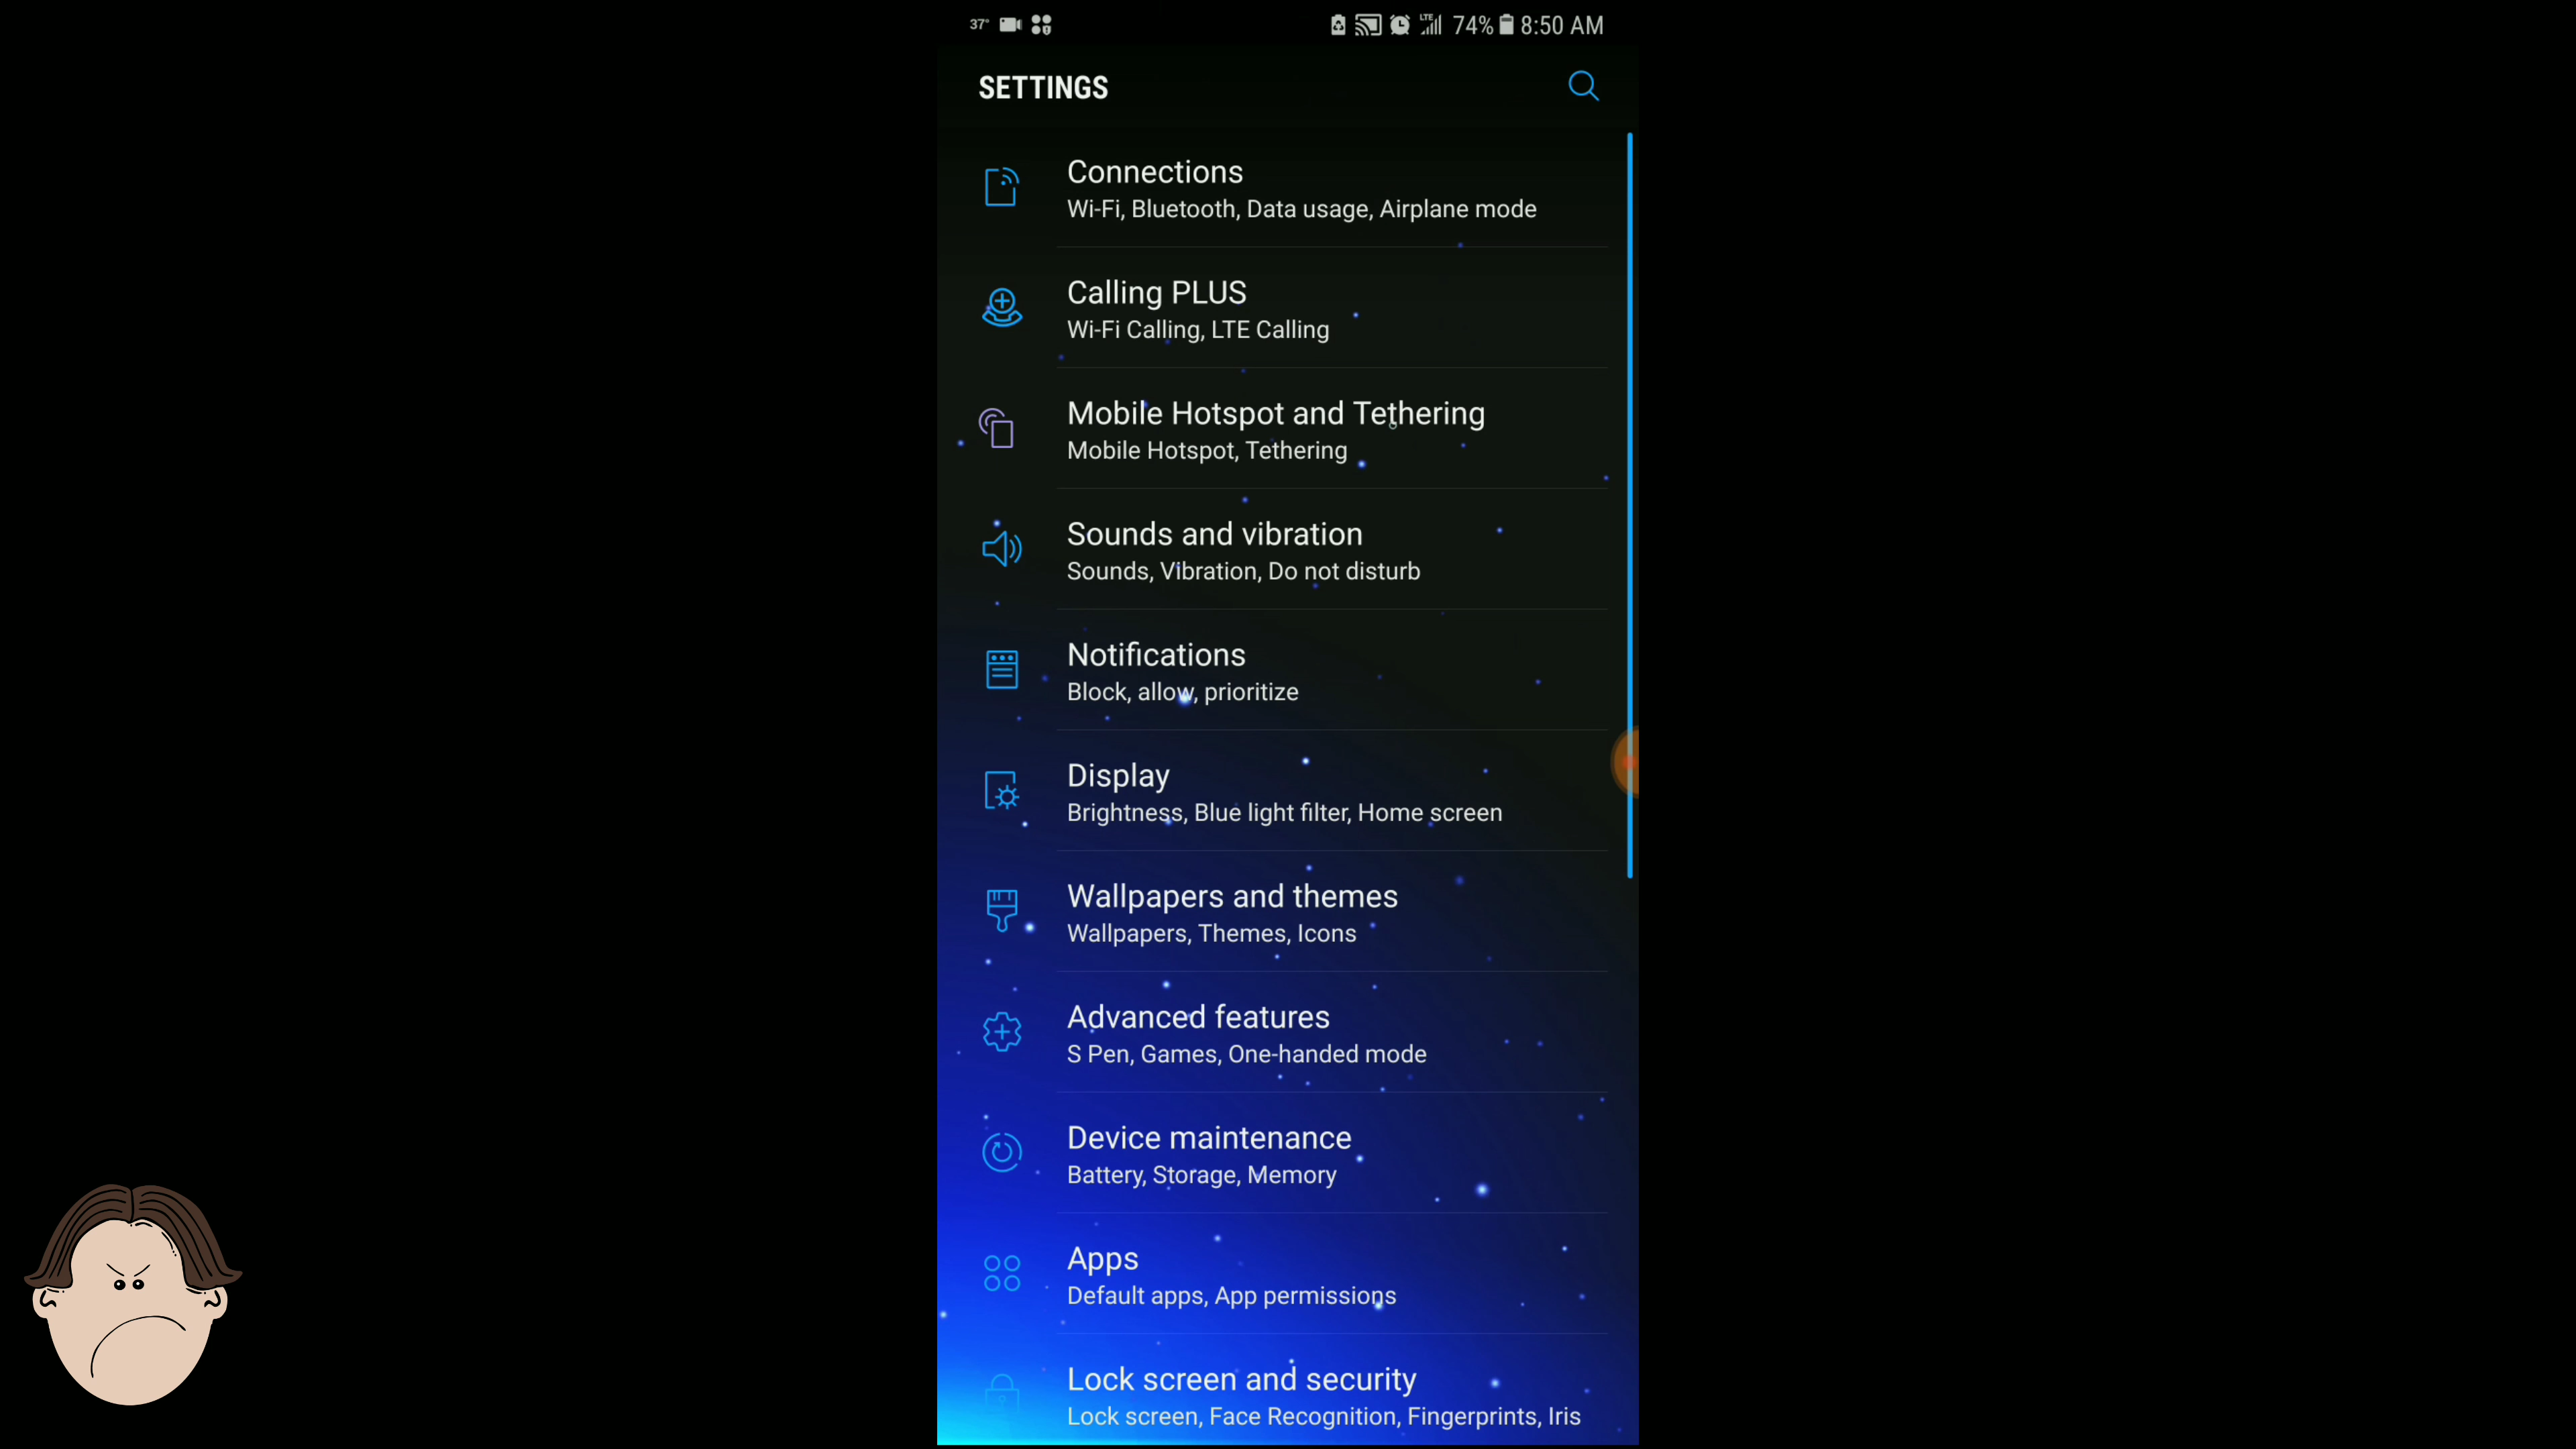 37° LTE 74% 8:50 AM
SETTINGS
Connections
Wi-Fi, Bluetooth, Data usage, Airplane mode
Calling PLUS
Wi-Fi Calling, LTE Calling
Mobile Hotspot and Tethering
Mobile Hotspot, Tethering
Sounds and vibration
Sounds, Vibration, Do not disturb
Notifications
Block, allow, prioritize
Display
Brightness, Blue light filter, Home screen
Wallpapers and themes
Wallpapers, Themes, Icons
Advanced features
S Pen, Games, One-handed mode
Device maintenance
Battery, Storage, Memory
Apps
Default apps, App permissions
Lock screen and security
Lock screen, Face Recognition, Fingerprints, Iris